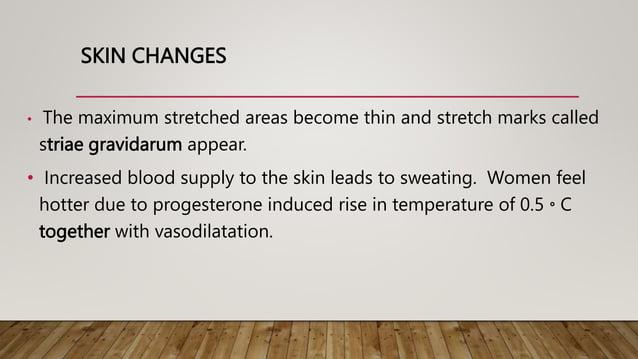 SKIN CHANGES
• The maximum stretched areas become thin and stretch marks called
striae gravidarum appear.
• Increased blood supply to the skin leads to sweating. Women feel
hotter due to progesterone induced rise in temperature of 0.5 ° C
together with vasodilatation.